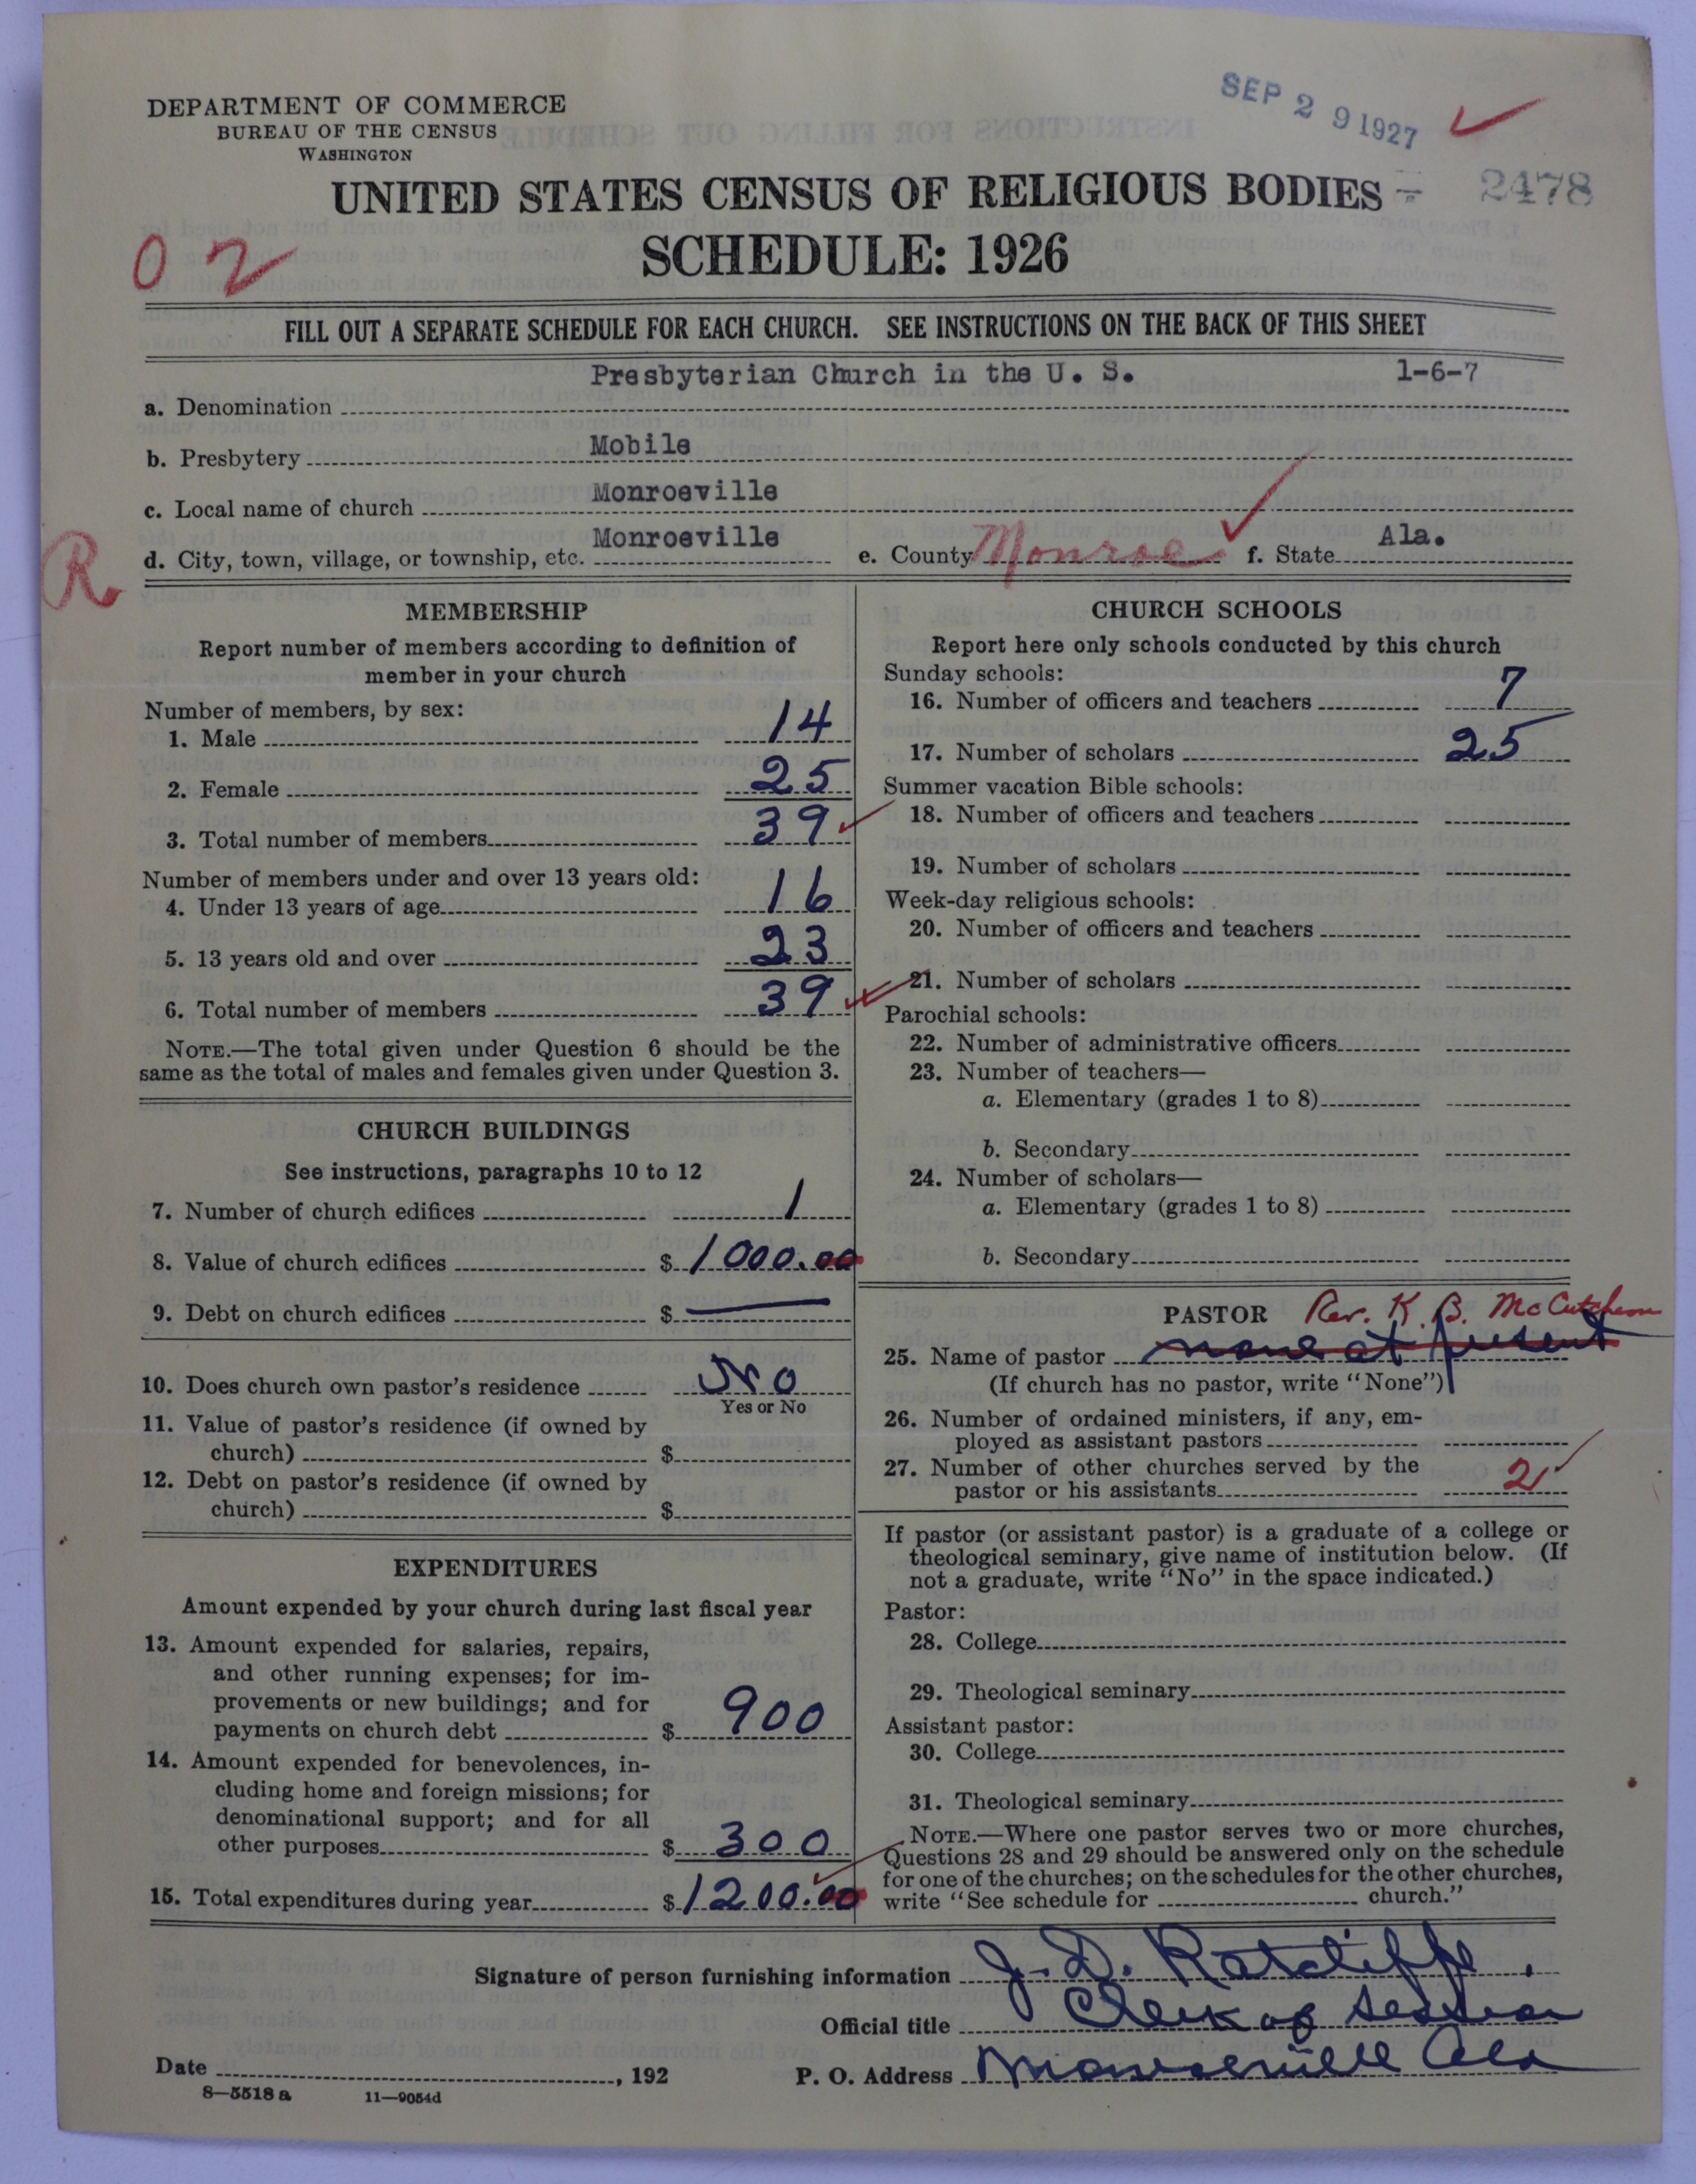 DEPARTMENT OF COMMERCE
BUREAU OF THE CENSUS
WASHINGTON
SEP 29 1927
UNITED STATES CENSUS OF RELIGIOUS BODIES
2478
SCHEDULE: 1926
02
FILL OUT A SEPARATE SCHEDULE FOR EACH CHURCH. SEE INSTRUCTIONS ON THE BACK OF THIS SHEET
a. Denomination Presbyterian Church in the U. S. 1-6-7
b. Presbytery Mobile
c. Local name of church Monroeville
R
d. City, town, village, or township, etc. Monroeville e. County Monroe f. State Ala.
MEMBERSHIP
Report number of members according to definition of
member in your church
Number of members, by sex:
1. Male 14
2. Female 25
3. Total number of members 39
Number of members under and over 13 years old:
4. Under 13 years of age 16
5. 13 years old and over 23
6. Total number of members 39
NOTE.—The total given under Question 6 should be the
same as the total of males and females given under Question 3.
CHURCH BUILDINGS
See instructions, paragraphs 10 to 12
7. Number of church edifices 1
8. Value of church edifices $ 1000.00
9. Debt on church edifices $ —
10. Does church own pastor's residence No
Yes or No
11. Value of pastor's residence (if owned by
church) $
12. Debt on pastor's residence (if owned by
church) $
EXPENDITURES
Amount expended by your church during last fiscal year
13. Amount expended for salaries, repairs,
and other running expenses; for im-
provements or new buildings; and for
payments on church debt $ 900
14. Amount expended for benevolences, in-
cluding home and foreign missions; for
denominational support; and for all
other purposes $ 300
15. Total expenditures during year $ 1200.00
CHURCH SCHOOLS
Report here only schools conducted by this church
Sunday schools:
16. Number of officers and teachers 7
17. Number of scholars 25
Summer vacation Bible schools:
18. Number of officers and teachers
19. Number of scholars
Week-day religious schools:
20. Number of officers and teachers
21. Number of scholars
Parochial schools:
22. Number of administrative officers
23. Number of teachers—
a. Elementary (grades 1 to 8)
b. Secondary
24. Number of scholars—
a. Elementary (grades 1 to 8)
b. Secondary
PASTOR Rev. K. B. McCutcheon
25. Name of pastor none at present
(If church has no pastor, write "None")
26. Number of ordained ministers, if any, em-
ployed as assistant pastors
27. Number of other churches served by the
pastor or his assistants 2
If pastor (or assistant pastor) is a graduate of a college or
theological seminary, give name of institution below. (If
not a graduate, write "No" in the space indicated.)
Pastor:
28. College
29. Theological seminary
Assistant pastor:
30. College
31. Theological seminary
NOTE.—Where one pastor serves two or more churches,
Questions 28 and 29 should be answered only on the schedule
for one of the churches; on the schedules for the other churches,
write "See schedule for church."
Signature of person furnishing information J. D. Ratcliffe.
Official title Clerk of Session
Date , 192 P. O. Address Monroeville Ala
8—5518 a 11—9054d